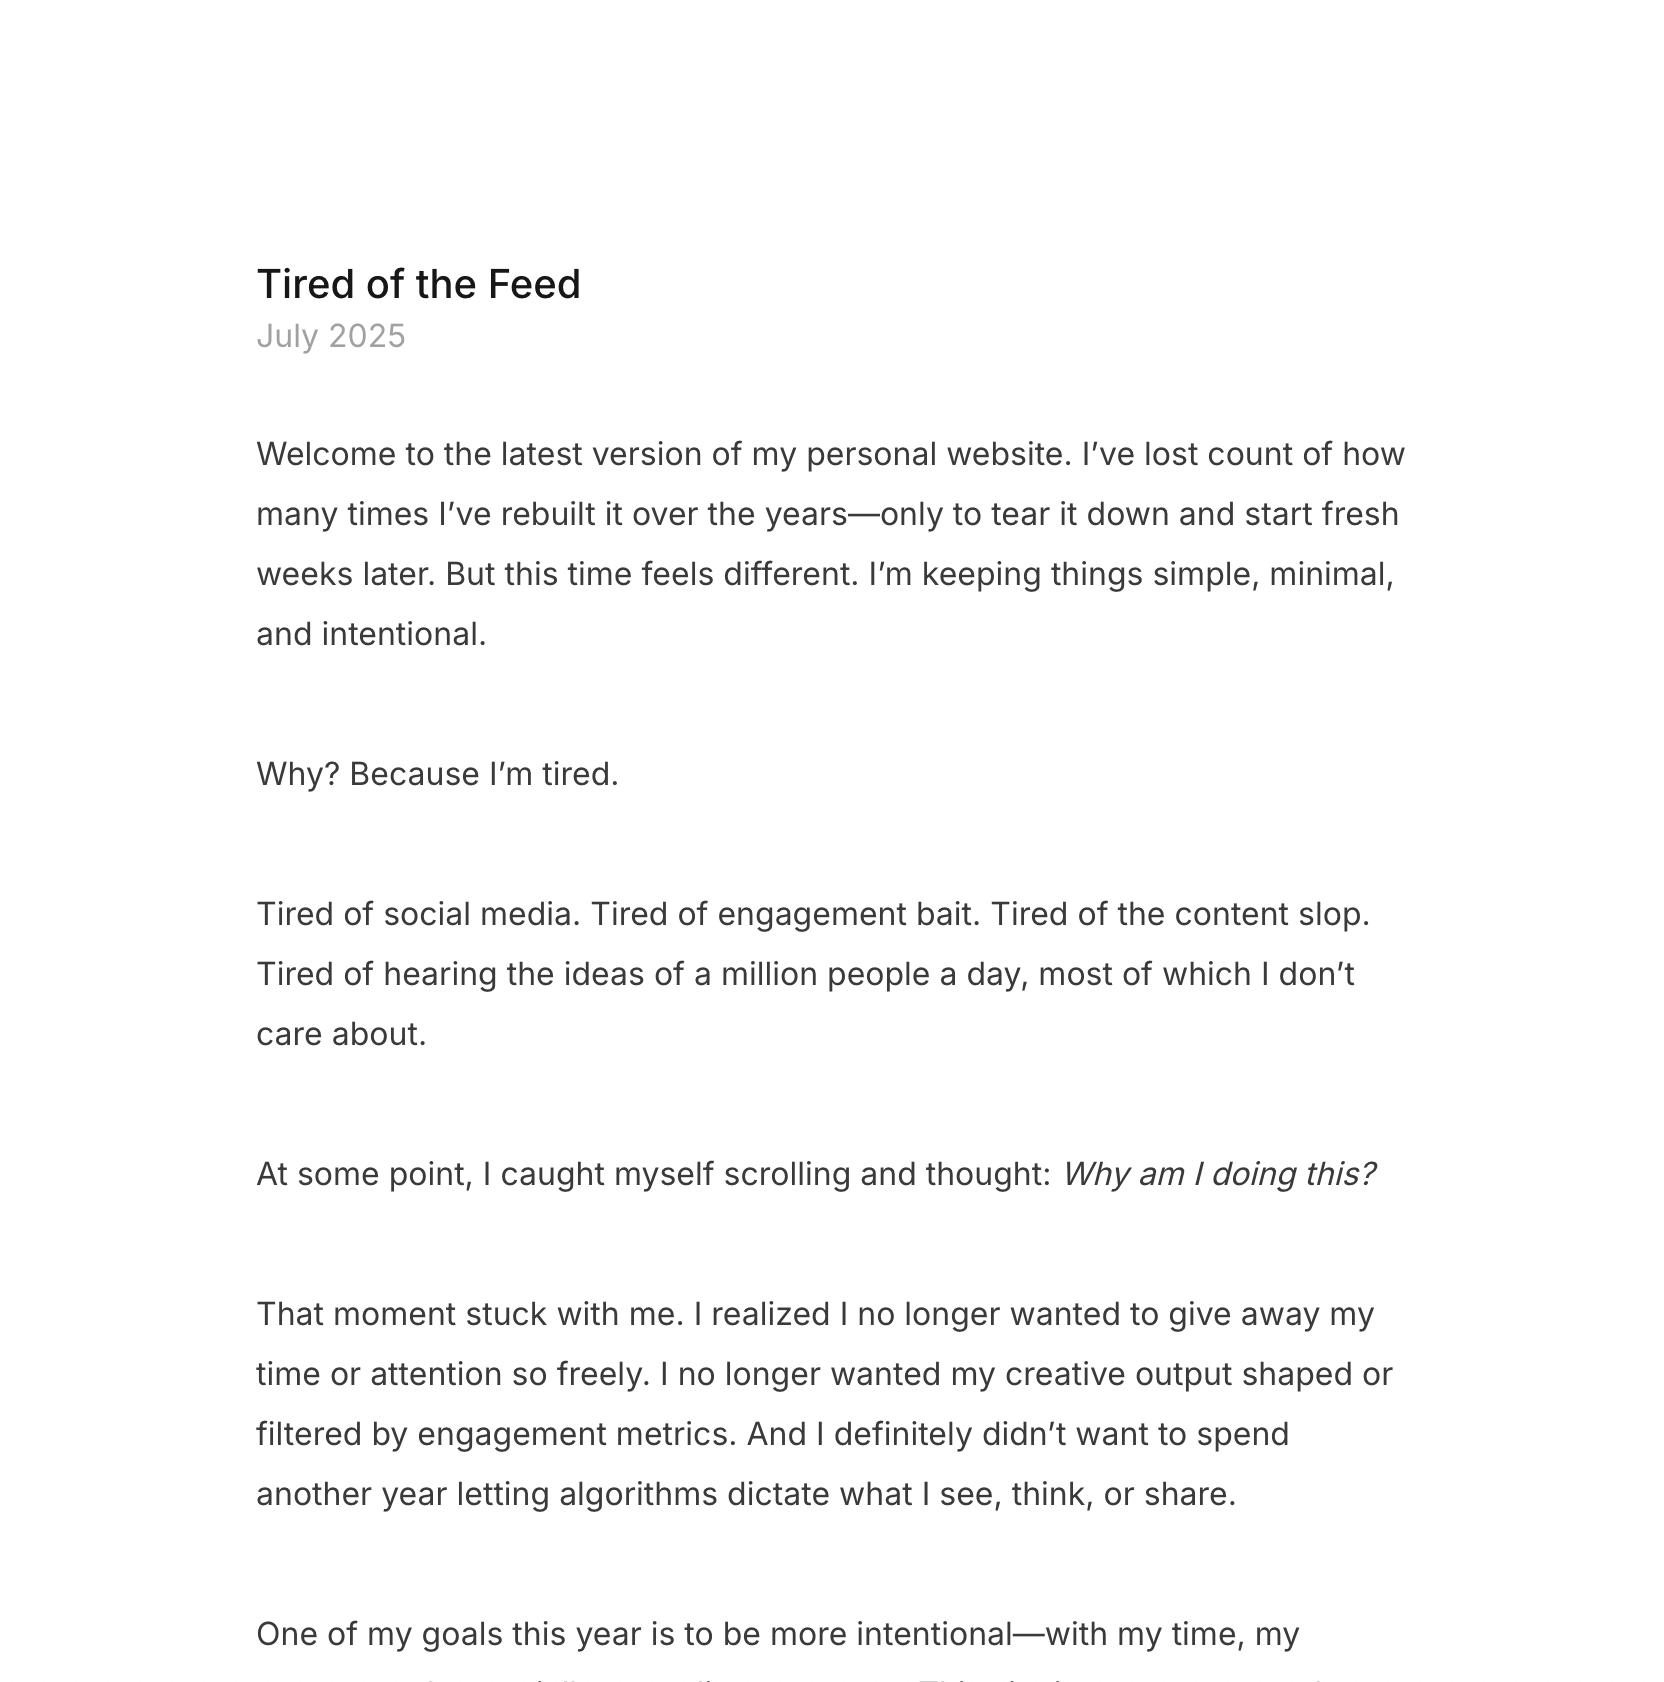 Tired of the Feed
July 2025
Welcome to the latest version of my personal website. I’ve lost count of how
many times I’ve rebuilt it over the years—only to tear it down and start fresh
weeks later. But this time feels different. I’m keeping things simple, minimal,
and intentional.
Why? Because I’m tired.
Tired of social media. Tired of engagement bait. Tired of the content slop.
Tired of hearing the ideas of a million people a day, most of which I don’t
care about.
At some point, I caught myself scrolling and thought: Why am I doing this?
That moment stuck with me. I realized I no longer wanted to give away my
time or attention so freely. I no longer wanted my creative output shaped or
filtered by engagement metrics. And I definitely didn’t want to spend
another year letting algorithms dictate what I see, think, or share.
One of my goals this year is to be more intentional—with my time, my